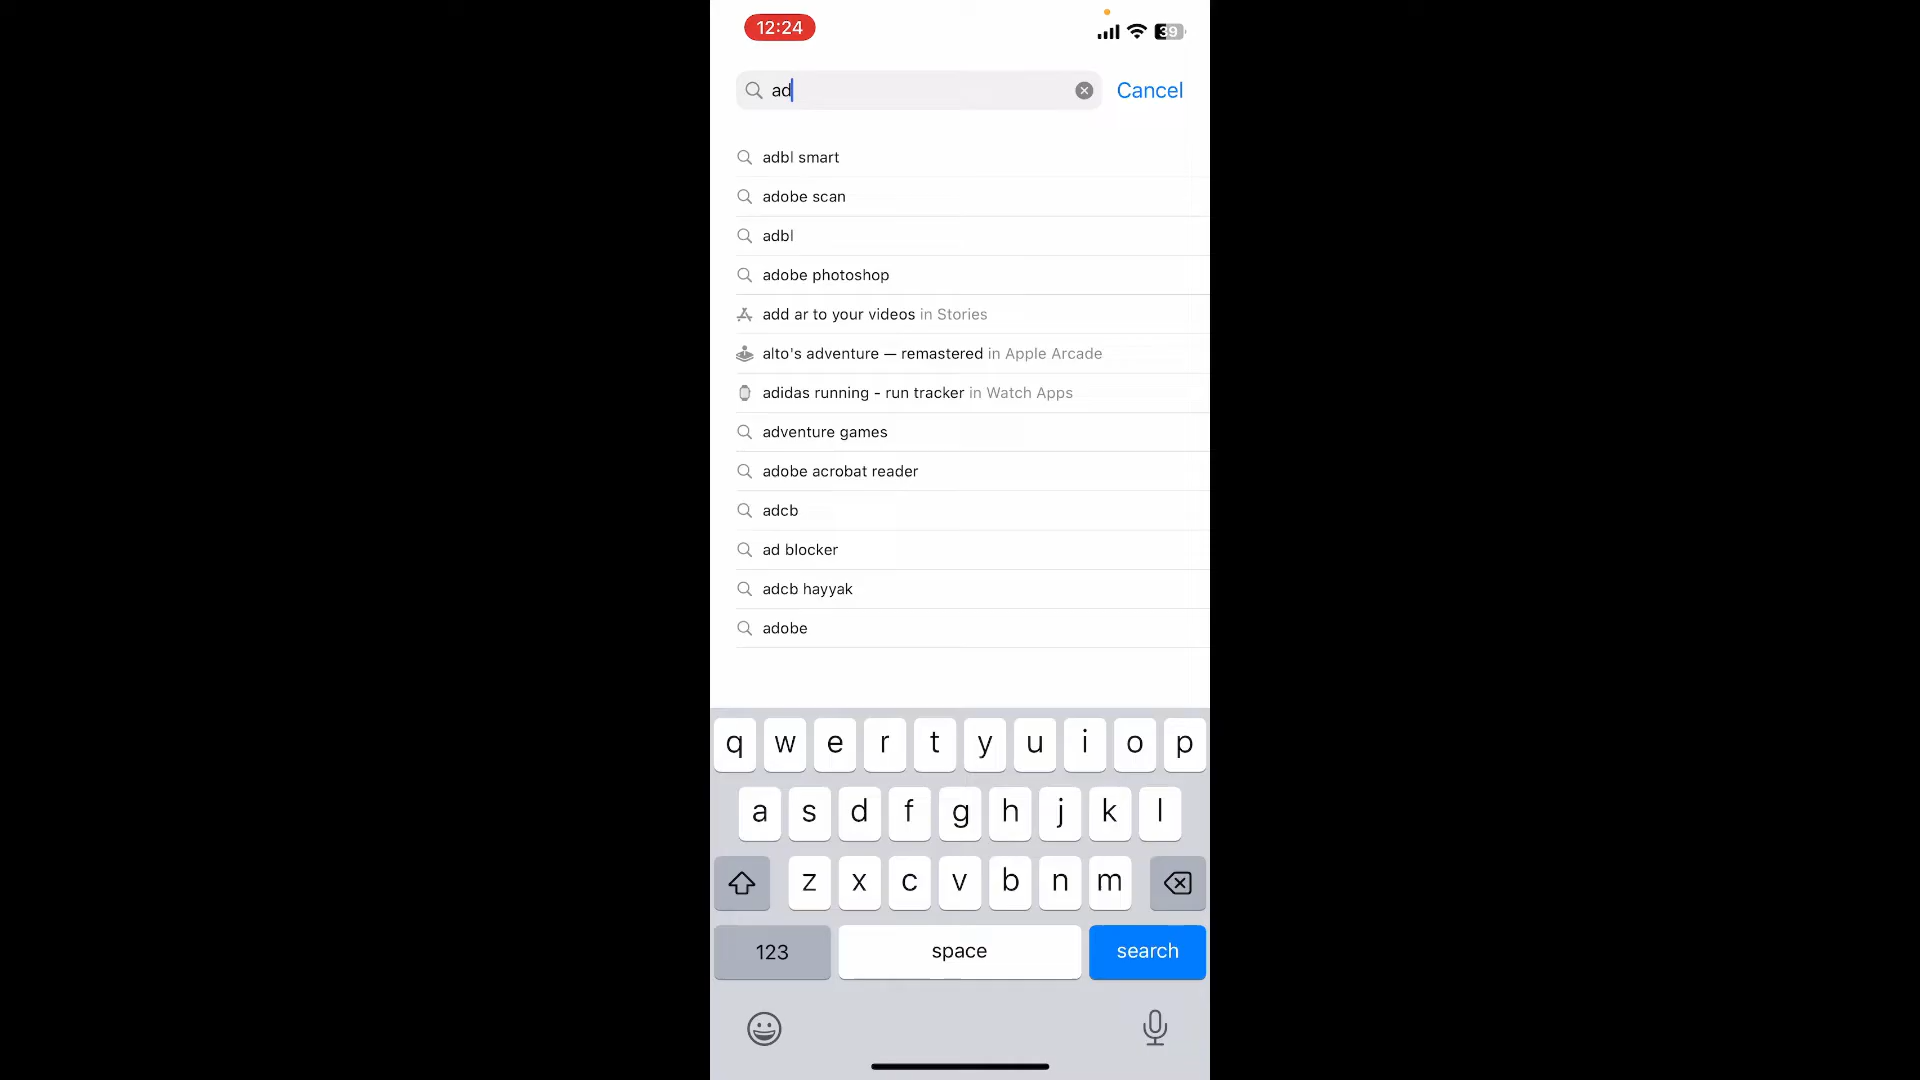 12:24
39
ad
Cancel
adbl smart
adobe scan
adbl
adobe photoshop
add ar to your videos in Stories
alto's adventure — remastered in Apple Arcade
adidas running - run tracker in Watch Apps
adventure games
adobe acrobat reader
adcb
ad blocker
adcb hayyak
adobe
q w e r t y u i o p
a s d f g h j k l
z x c v b n m
123
space
search